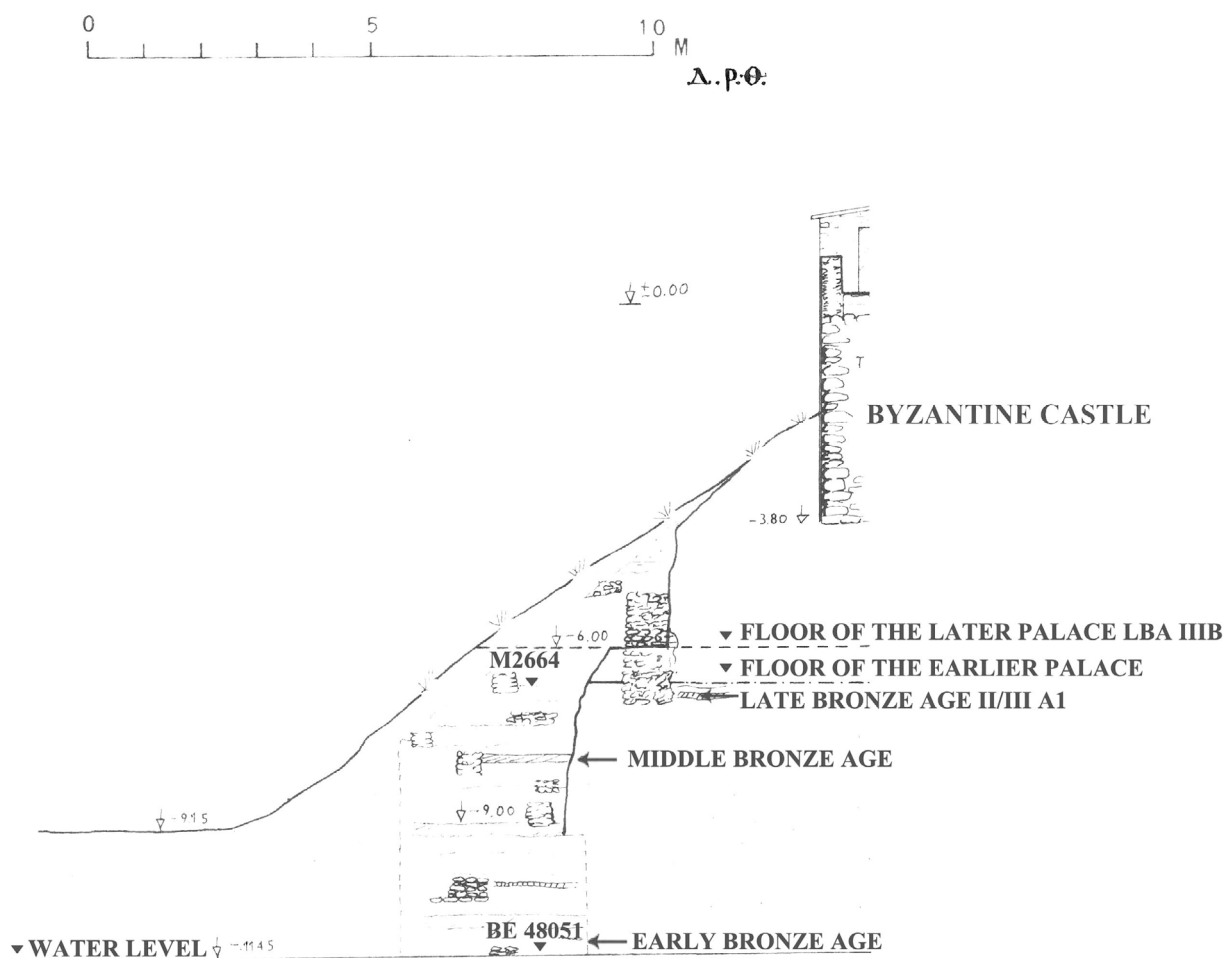 0 5 10 M
Δ.Ρ.Θ.
±0.00
BYZANTINE CASTLE
-3.80
-6.00
▼ FLOOR OF THE LATER PALACE LBA IIIB
M2664
▼
▼ FLOOR OF THE EARLIER PALACE
LATE BRONZE AGE II/III A1
MIDDLE BRONZE AGE
-9.00
-9.15
BE 48051
▼
EARLY BRONZE AGE
▼ WATER LEVEL -11.45